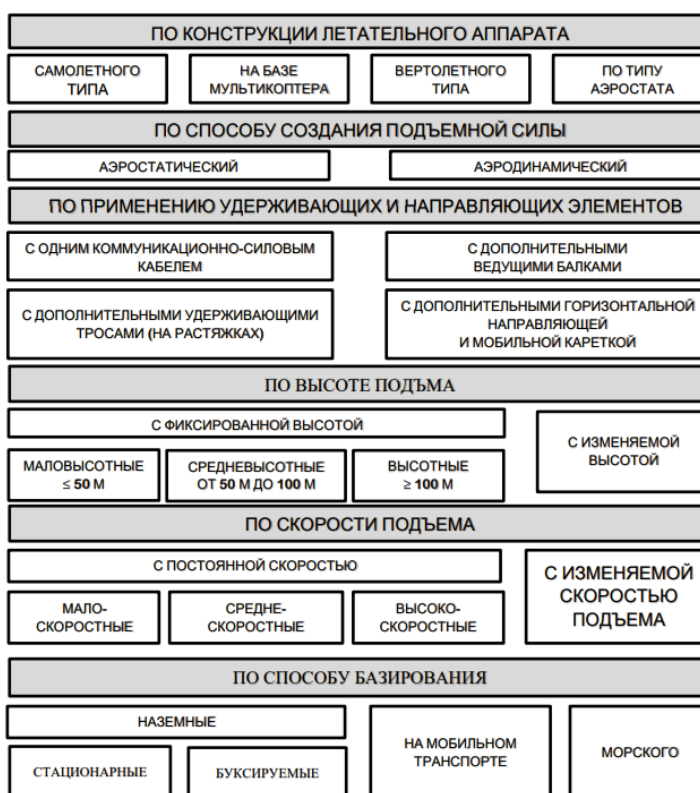 ПО КОНСТРУКЦИИ ЛЕТАТЕЛЬНОГО АППАРАТА
САМОЛЕТНОГО
ТИПА
НА БАЗЕ
МУЛЬТИКОПТЕРА
ВЕРТОЛЕТНОГО
ТИПА
ПО ТИПУ
АЭРОСТАТА
ПО СПОСОБУ СОЗДАНИЯ ПОДЪЕМНОЙ СИЛЫ
АЭРОСТАТИЧЕСКИЙ
АЭРОДИНАМИЧЕСКИЙ
ПО ПРИМЕНЕНИЮ УДЕРЖИВАЮЩИХ И НАПРАВЛЯЮЩИХ ЭЛЕМЕНТОВ
С ОДНИМ КОММУНИКАЦИОННО-СИЛОВЫМ
КАБЕЛЕМ
С ДОПОЛНИТЕЛЬНЫМИ
ВЕДУЩИМИ БАЛКАМИ
С ДОПОЛНИТЕЛЬНЫМИ УДЕРЖИВАЮЩИМИ
ТРОСАМИ (НА РАСТЯЖКАХ)
С ДОПОЛНИТЕЛЬНЫМИ ГОРИЗОНТАЛЬНОЙ
НАПРАВЛЯЮЩЕЙ
И МОБИЛЬНОЙ КАРЕТКОЙ
ПО ВЫСОТЕ ПОДЪМА
С ФИКСИРОВАННОЙ ВЫСОТОЙ
С ИЗМЕНЯЕМОЙ
ВЫСОТОЙ
МАЛОВЫСОТНЫЕ
≤ 50 М
СРЕДНЕВЫСОТНЫЕ
ОТ 50 М ДО 100 М
ВЫСОТНЫЕ
≥ 100 М
ПО СКОРОСТИ ПОДЪЕМА
С ПОСТОЯННОЙ СКОРОСТЬЮ
С ИЗМЕНЯЕМОЙ
СКОРОСТЬЮ
ПОДЪЕМА
МАЛО-
СКОРОСТНЫЕ
СРЕДНЕ-
СКОРОСТНЫЕ
ВЫСОКО-
СКОРОСТНЫЕ
ПО СПОСОБУ БАЗИРОВАНИЯ
НАЗЕМНЫЕ
НА МОБИЛЬНОМ
ТРАНСПОРТЕ
МОРСКОГО
СТАЦИОНАРНЫЕ
БУКСИРУЕМЫЕ